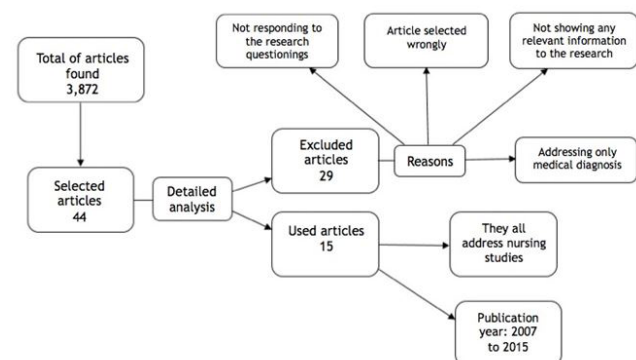 Total of articles
found
3,872
Not responding to
the research
questionings
Article selected
wrongly
Not showing any
relevant information
to the research
Selected
articles
44
Detailed
analysis
Excluded
articles
29
Reasons
Addressing only
medical diagnosis
Used articles
15
They all
address nursing
studies
Publication
year: 2007
to 2015